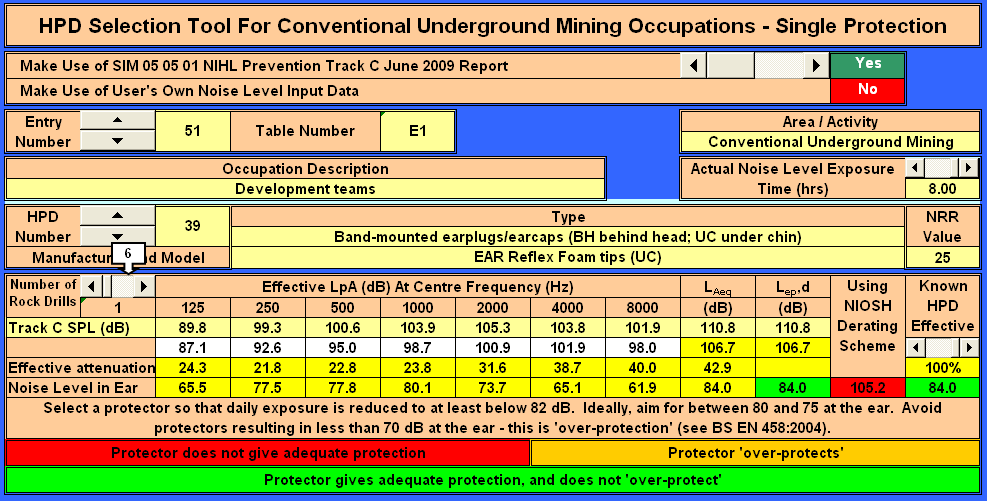 HPD Selection Tool For Conventional Underground Mining Occupations - Single Protection
Make Use of SIM 05 05 01 NIHL Prevention Track C June 2009 Report Yes
Make Use of User's Own Noise Level Input Data No
Entry Number 51 Table Number E1
Area / Activity
Conventional Underground Mining
Occupation Description
Development teams
Actual Noise Level Exposure
Time (hrs) 8.00
HPD Number 39
Type
Band-mounted earplugs/earcaps (BH behind head; UC under chin)
NRR Value
Manufactur d Model EAR Reflex Foam tips (UC) 25
6
Number of Rock Drills 1
Effective LpA (dB) At Centre Frequency (Hz)
125 250 500 1000 2000 4000 8000
LAeq (dB) Lep,d (dB)
Using NIOSH Derating Scheme
Known HPD Effective
Track C SPL (dB) 89.8 99.3 100.6 103.9 105.3 103.8 101.9 110.8 110.8
87.1 92.6 95.0 98.7 100.9 101.9 98.0 106.7 106.7
Effective attenuation 24.3 21.8 22.8 23.8 31.6 38.7 40.0 42.9 100%
Noise Level in Ear 65.5 77.5 77.8 80.1 73.7 65.1 61.9 84.0 84.0 105.2 84.0
Select a protector so that daily exposure is reduced to at least below 82 dB. Ideally, aim for between 80 and 75 at the ear. Avoid
protectors resulting in less than 70 dB at the ear - this is 'over-protection' (see BS EN 458:2004).
Protector does not give adequate protection Protector 'over-protects'
Protector gives adequate protection, and does not 'over-protect'